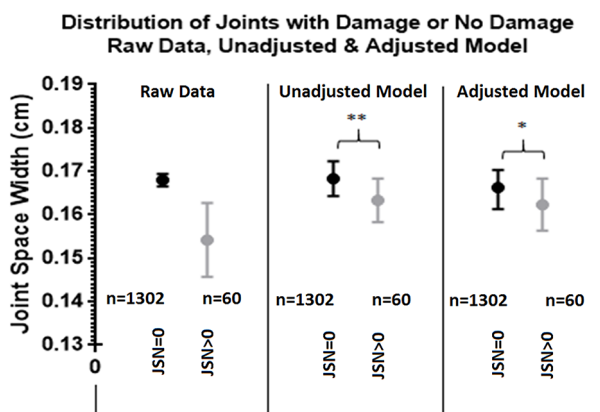 Distribution of Joints with Damage or No Damage
Raw Data, Unadjusted & Adjusted Model
Joint Space Width (cm)
0.19
0.18
0.17
0.16
0.15
0.14
0.13
0
Raw Data
Unadjusted Model
Adjusted Model
**
*
n=1302
n=60
n=1302
n=60
n=1302
n=60
JSN=0
JSN>0
JSN=0
JSN>0
JSN=0
JSN>0